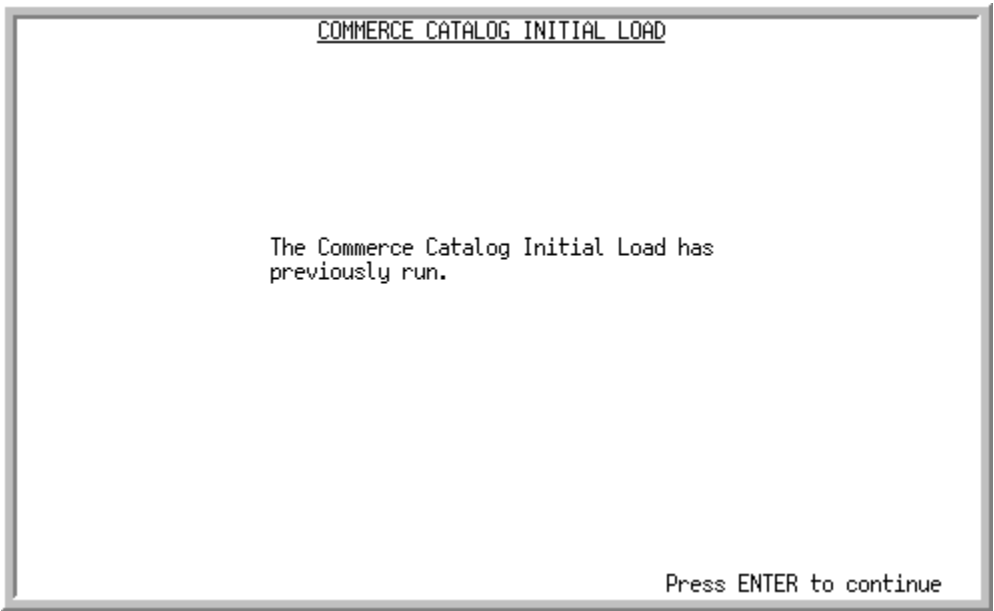 COMMERCE CATALOG INITIAL LOAD
The Commerce Catalog Initial Load has
previously run.
Press ENTER to continue